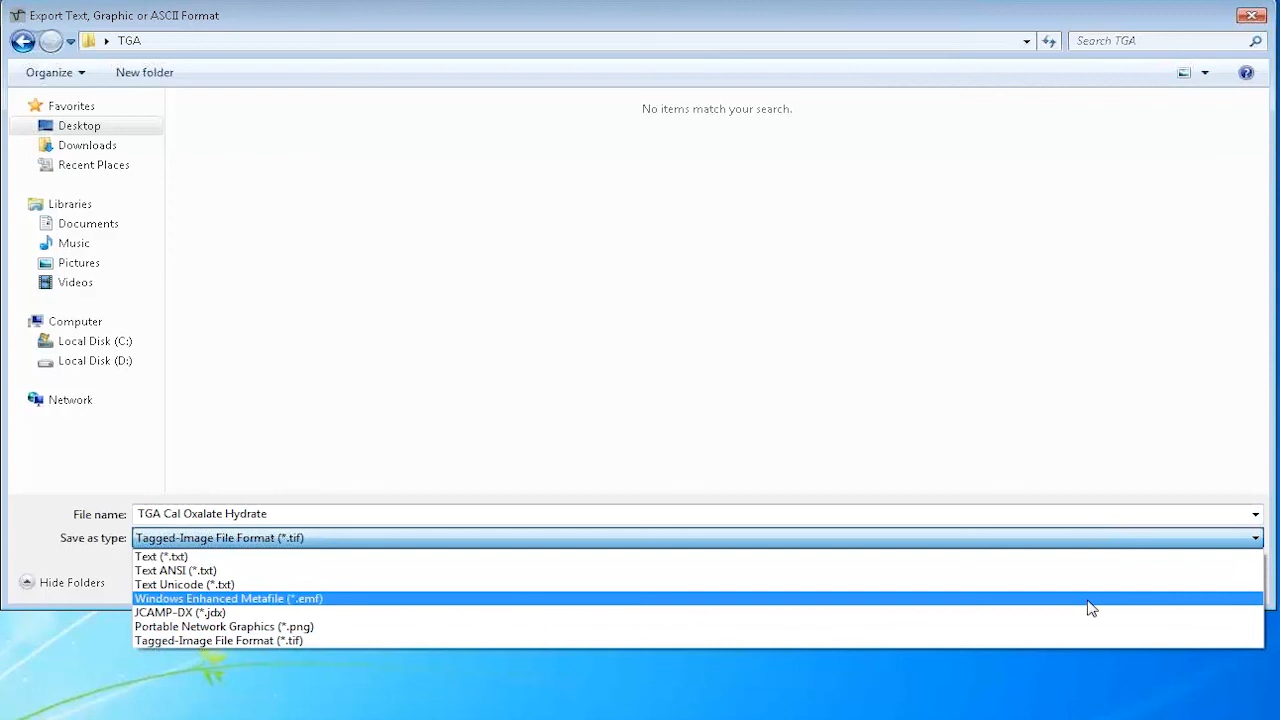 Export Text, Graphic or ASCII Format
TGA
Search TGA
Organize
New folder
Favorites
Desktop
Downloads
Recent Places
Libraries
Documents
Music
Pictures
Videos
Computer
Local Disk (C:)
Local Disk (D:)
Network
No items match your search.
File name: TGA Cal Oxalate Hydrate
Save as type: Tagged-Image File Format (*.tif)
Text (*.txt)
Text ANSI (*.txt)
Text Unicode (*.txt)
Windows Enhanced Metafile (*.emf)
JCAMP-DX (*.jdx)
Portable Network Graphics (*.png)
Tagged-Image File Format (*.tif)
Hide Folders